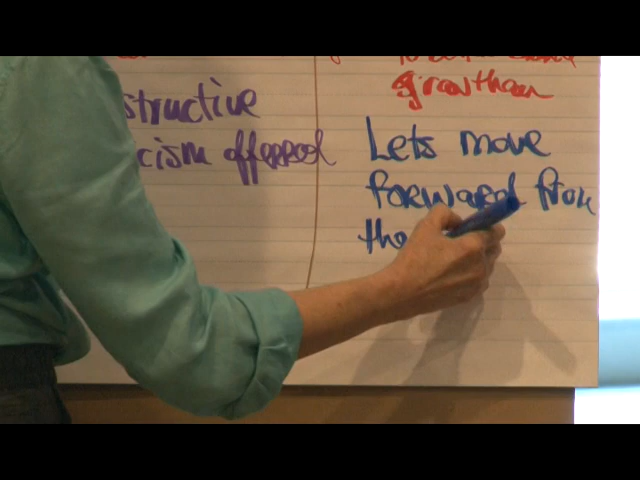 structive
cism offered
growth
Lets move
forward from
the